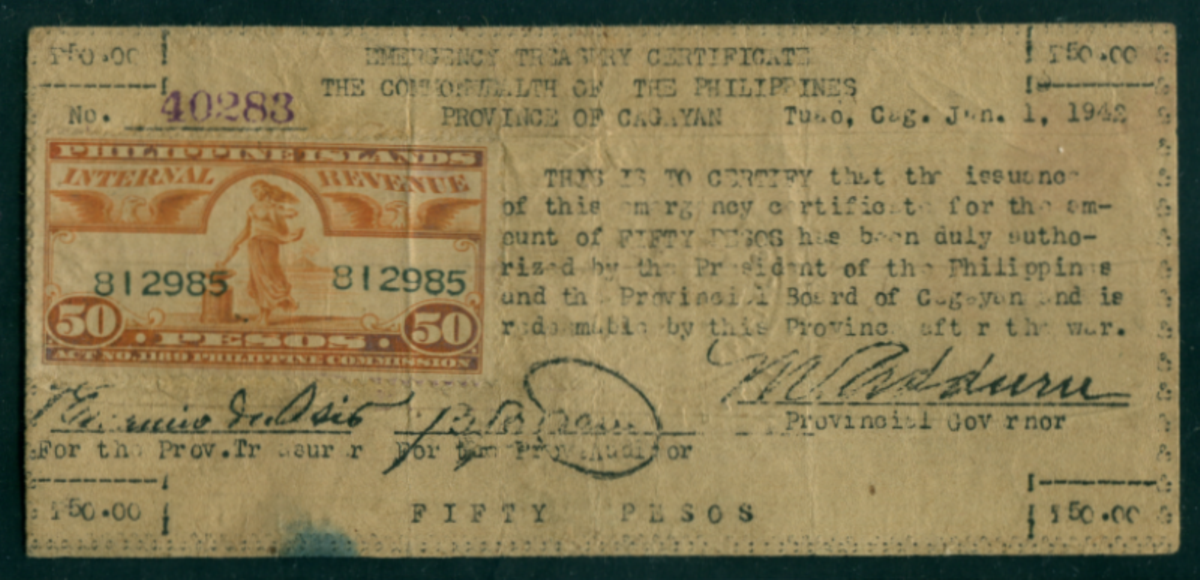 ₱50.00
EMERGENCY TREASURY CERTIFICATE
₱50.00
THE COMMONWEALTH OF THE PHILIPPINES
No. 40283
PROVINCE OF CAGAYAN Tuao, Cag. Jan. 1, 1942
PHILIPPINE ISLANDS
INTERNAL REVENUE
812985 812985
50 PESOS 50
ACT NO. 1189 PHILIPPINE COMMISSION
THIS IS TO CERTIFY that the issuance
of this emergency certificate for the am-
ount of FIFTY PESOS has been duly autho-
rized by the President of the Philippines
and the Provincial Board of Cagayan and is
redeemable by this Province after the war.
M. Adduru
Provincial Governor
For the Prov.Treasurer For the Prov.Auditor
₱50.00
FIFTY PESOS
₱50.00